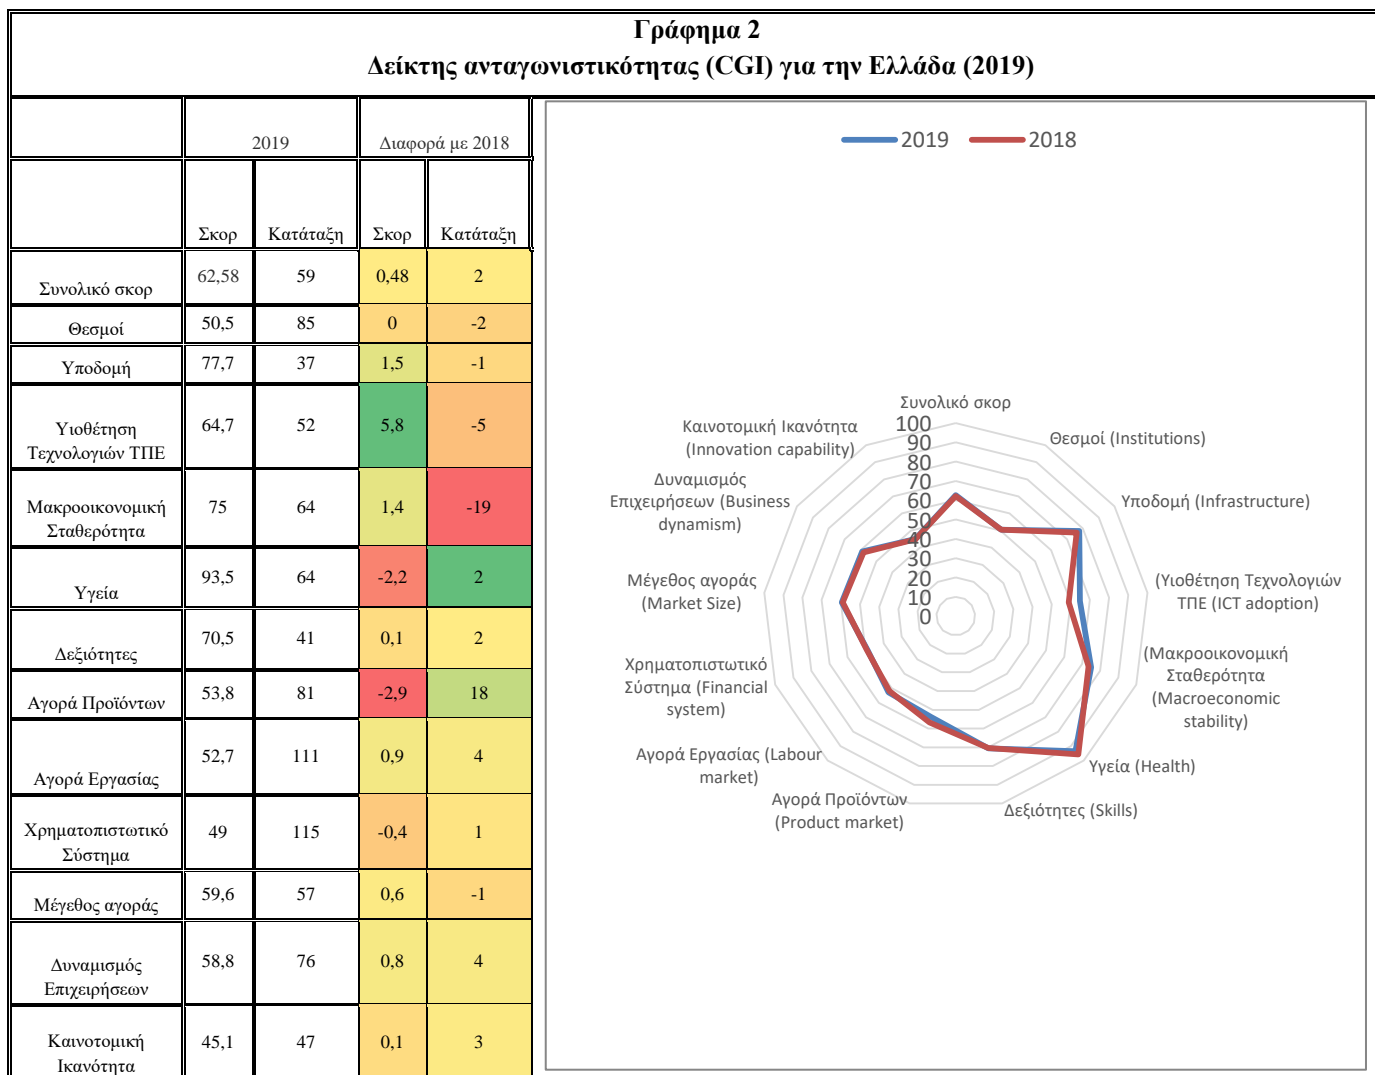 Γράφημα 2
Δείκτης ανταγωνιστικότητας (CGI) για την Ελλάδα (2019)
2019 Διαφορά με 2018
Σκορ Κατάταξη Σκορ Κατάταξη
Συνολικό σκορ 62,58 59 0,48 2
Θεσμοί 50,5 85 0 -2
Υποδομή 77,7 37 1,5 -1
Υιοθέτηση
Τεχνολογιών ΤΠΕ 64,7 52 5,8 -5
Μακροοικονομική
Σταθερότητα 75 64 1,4 -19
Υγεία 93,5 64 -2,2 2
Δεξιότητες 70,5 41 0,1 2
Αγορά Προϊόντων 53,8 81 -2,9 18
Αγορά Εργασίας 52,7 111 0,9 4
Χρηματοπιστωτικό
Σύστημα 49 115 -0,4 1
Μέγεθος αγοράς 59,6 57 0,6 -1
Δυναμισμός
Επιχειρήσεων 58,8 76 0,8 4
Καινοτομική
Ικανότητα 45,1 47 0,1 3
2019 2018
Συνολικό σκορ
Θεσμοί (Institutions)
Υποδομή (Infrastructure)
(Υιοθέτηση Τεχνολογιών
ΤΠΕ (ICT adoption)
(Μακροοικονομική
Σταθερότητα
(Macroeconomic
stability)
Υγεία (Health)
Δεξιότητες (Skills)
Αγορά Προϊόντων
(Product market)
Αγορά Εργασίας (Labour
market)
Χρηματοπιστωτικό
Σύστημα (Financial
system)
Μέγεθος αγοράς
(Market Size)
Δυναμισμός
Επιχειρήσεων (Business
dynamism)
Καινοτομική Ικανότητα
(Innovation capability)
100
90
80
70
60
50
40
30
20
10
0